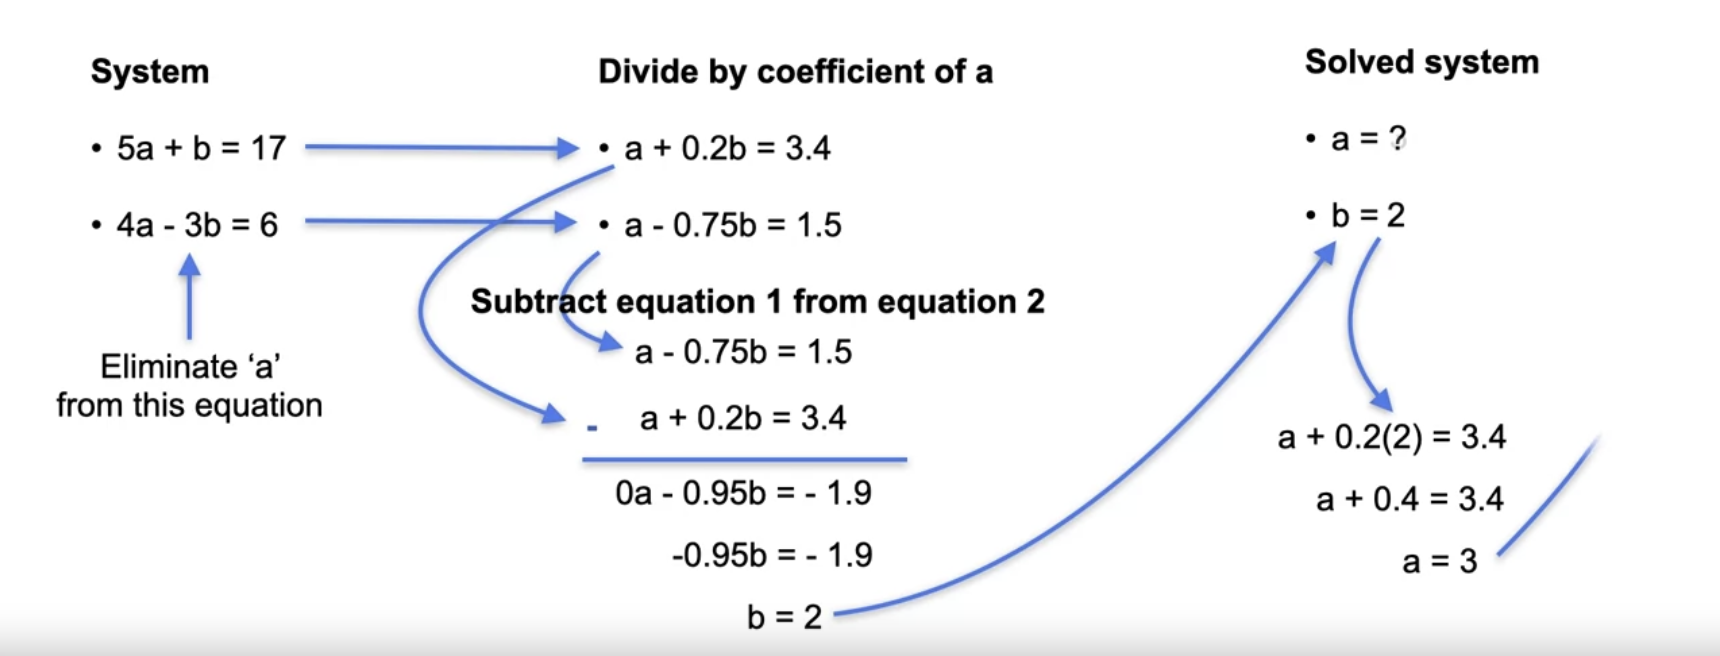 System
• 5a + b = 17
• 4a - 3b = 6
Eliminate ‘a’
from this equation
Divide by coefficient of a
• a + 0.2b = 3.4
• a - 0.75b = 1.5
Subtract equation 1 from equation 2
a - 0.75b = 1.5
- a + 0.2b = 3.4
0a - 0.95b = - 1.9
-0.95b = - 1.9
b = 2
Solved system
• a = ?
• b = 2
a + 0.2(2) = 3.4
a + 0.4 = 3.4
a = 3